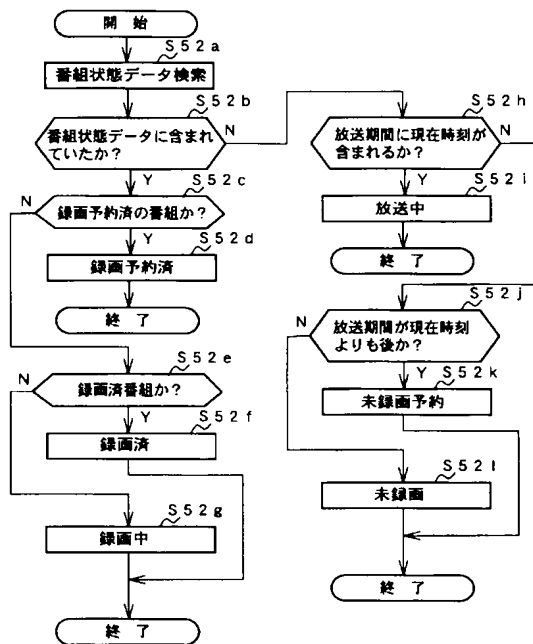 開 始
S52a
番組状態データ検索
S52b
番組状態データに含まれ
ていたか?
N
Y
S52c
N
録画予約済の番組か?
Y
S52d
録画予約済
終 了
S52e
N
録画済番組か?
Y
S52f
録画済
S52g
録画中
終 了
S52h
放送期間に現在時刻が
含まれるか?
N
Y
S52i
放送中
終 了
S52j
N
放送期間が現在時刻
よりも後か?
Y
S52k
未録画予約
S52l
未録画
終 了